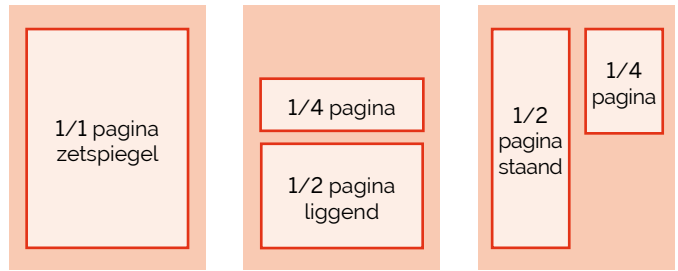 1/1 pagina
zetspiegel
1/4 pagina
1/2 pagina
liggend
1/2
pagina
staand
1/4
pagina